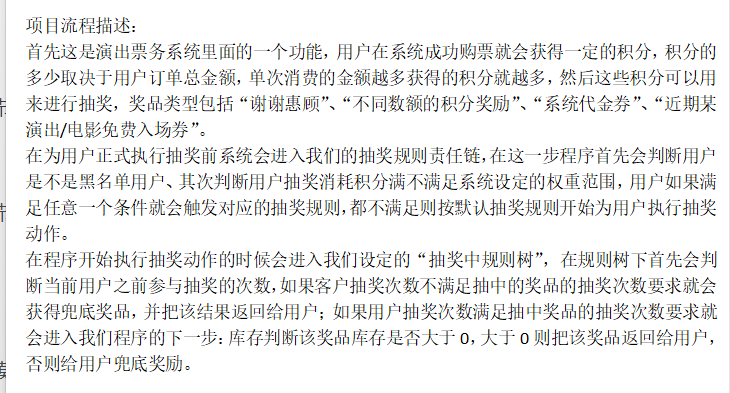 项目流程描述：
首先这是演出票务系统里面的一个功能，用户在系统成功购票就会获得一定的积分，积分的
多少取决于用户订单总金额，单次消费的金额越多获得的积分就越多，然后这些积分可以用
来进行抽奖，奖品类型包括“谢谢惠顾”、“不同数额的积分奖励”、“系统代金券”、“近期某
演出/电影免费入场券”。
在为用户正式执行抽奖前系统会进入我们的抽奖规则责任链，在这一步程序首先会判断用户
是不是黑名单用户、其次判断用户抽奖消耗积分满不满足系统设定的权重范围，用户如果满
足任意一个条件就会触发对应的抽奖规则，都不满足则按默认抽奖规则开始为用户执行抽奖
动作。
在程序开始执行抽奖动作的时候会进入我们设定的“抽奖中规则树”，在规则树下首先会判
断当前用户之前参与抽奖的次数，如果客户抽奖次数不满足抽中的奖品的抽奖次数要求就会
获得兜底奖品，并把该结果返回给用户；如果用户抽奖次数满足抽中奖品的抽奖次数要求就
会进入我们程序的下一步：库存判断该奖品库存是否大于 0，大于 0 则把该奖品返回给用户，
否则给用户兜底奖励。